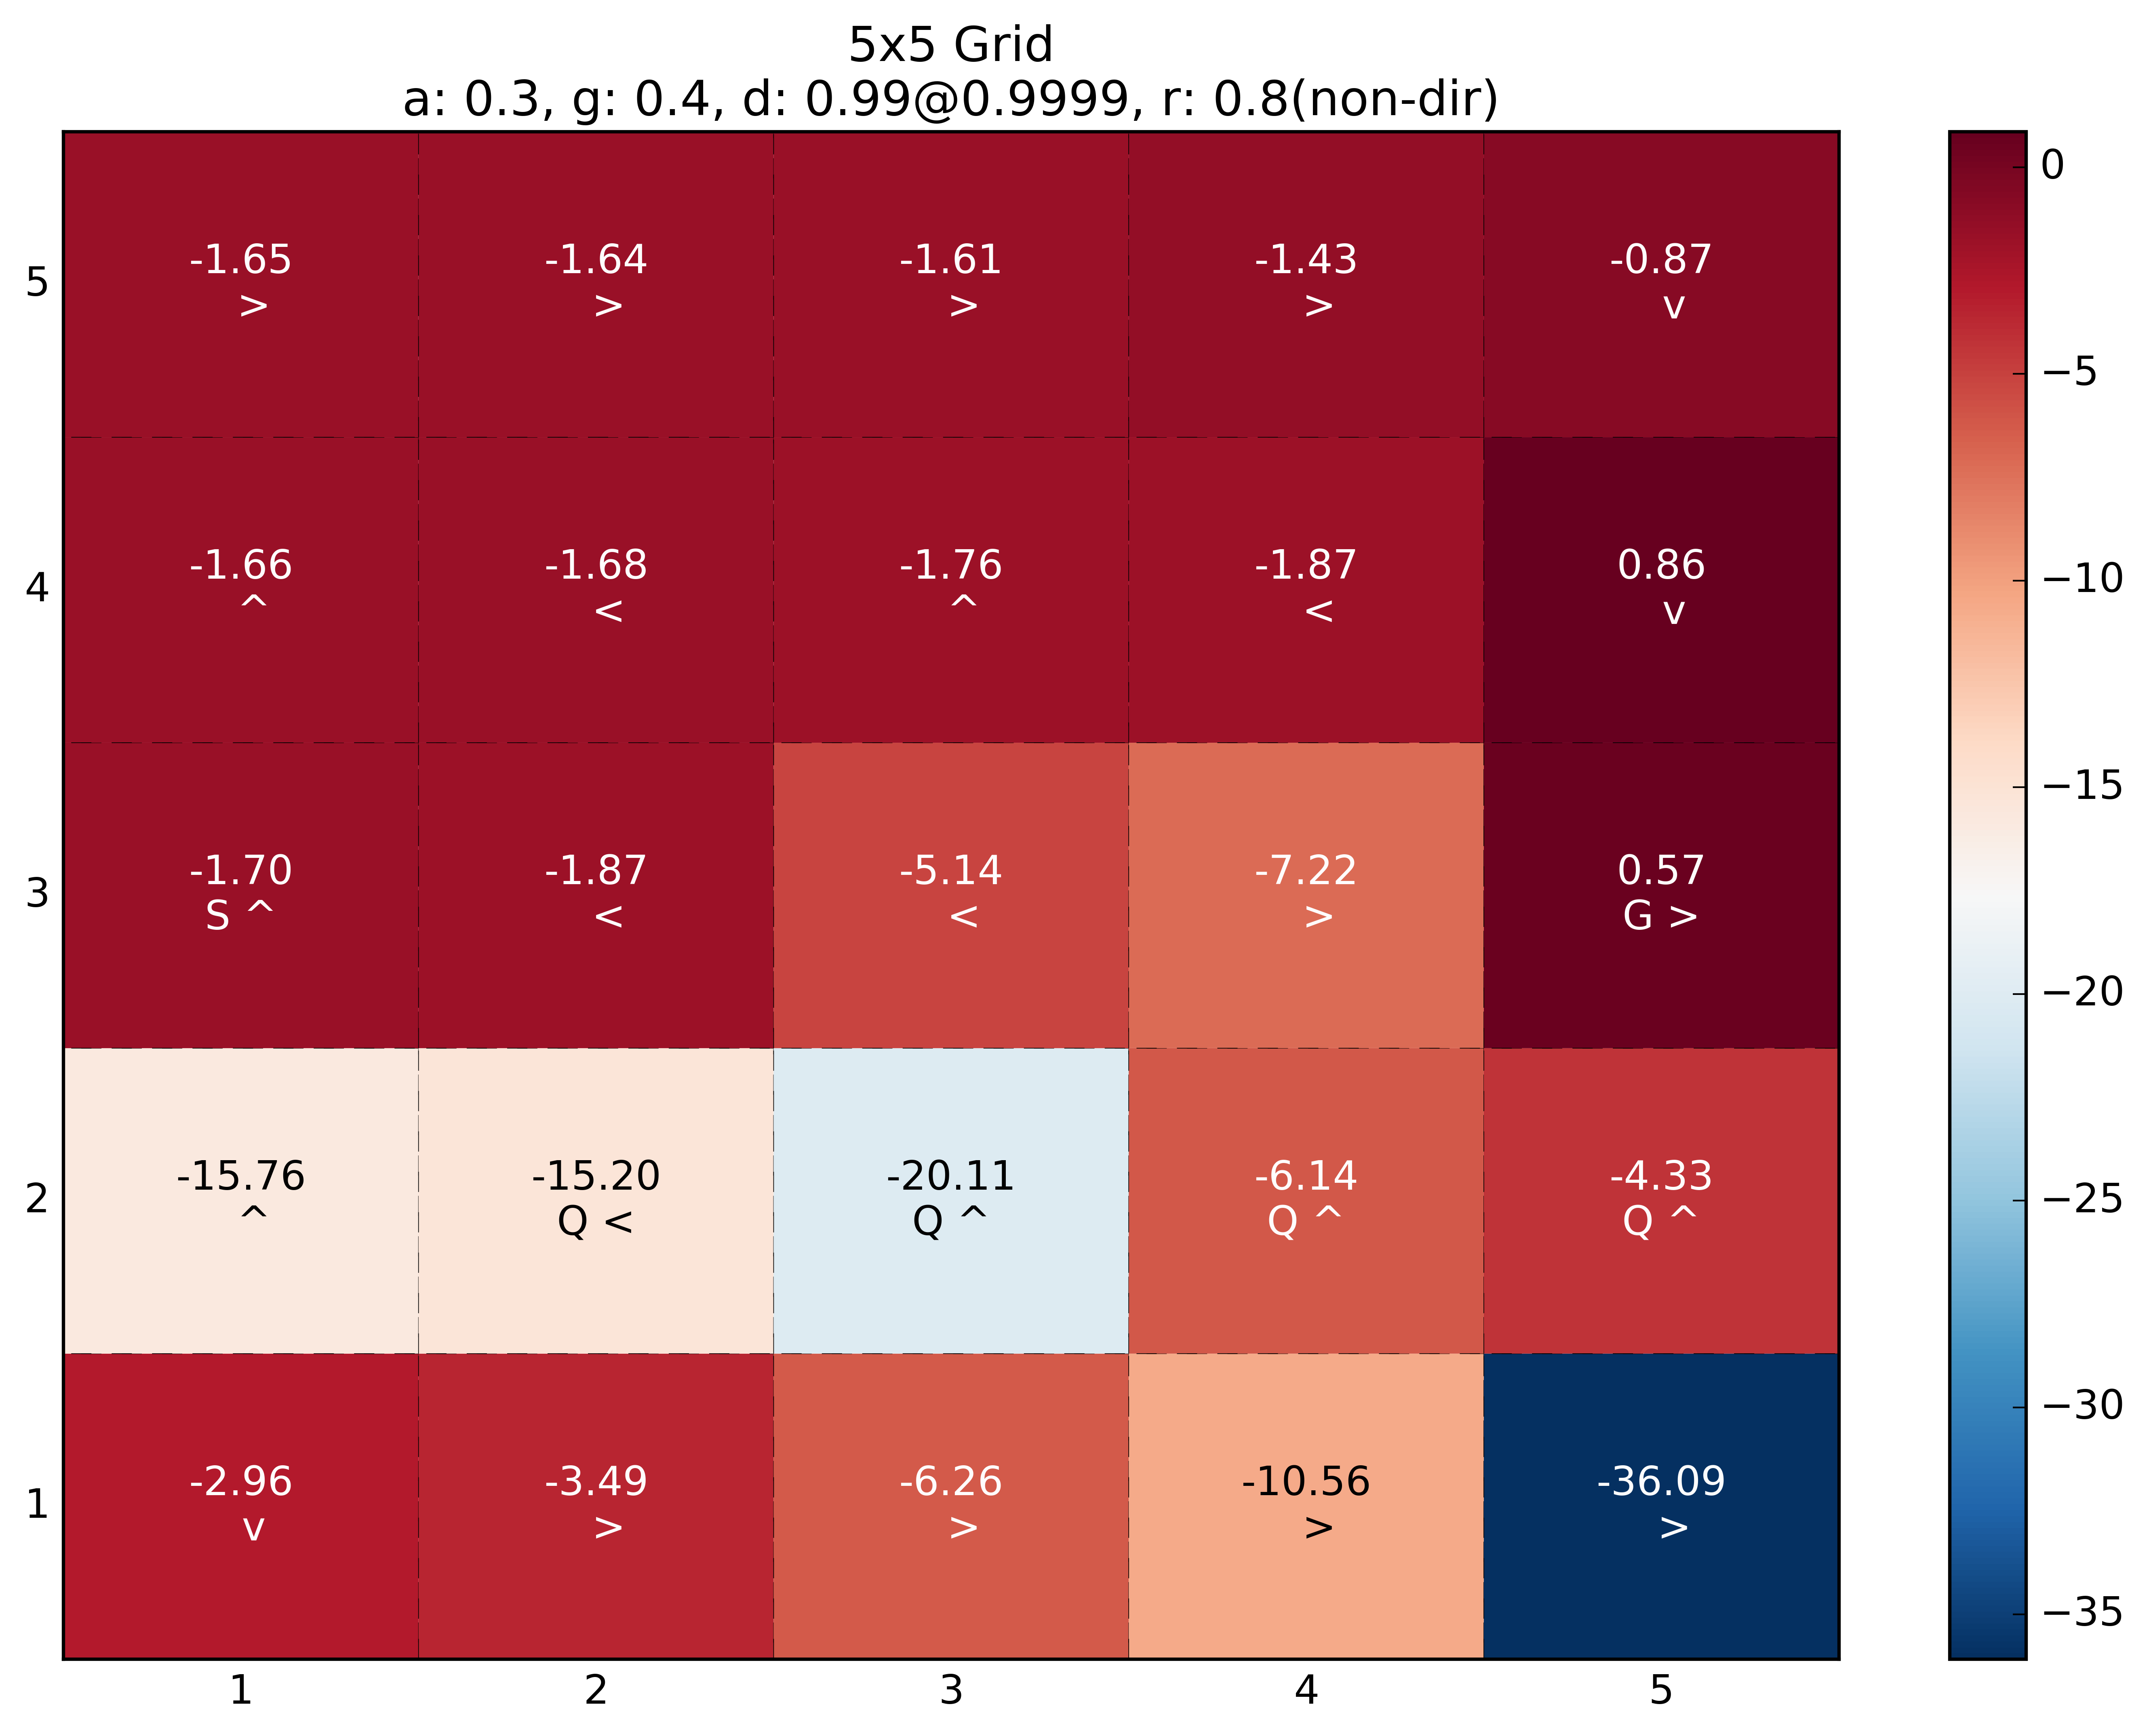 5x5 Grid
a: 0.3, g: 0.4, d: 0.99@0.9999, r: 0.8(non-dir)
5 -1.65 -1.64 -1.61 -1.43 -0.87
> > > > v
4 -1.66 -1.68 -1.76 -1.87 0.86
^ < ^ < v
3 -1.70 -1.87 -5.14 -7.22 0.57
S ^ < < > G >
2 -15.76 -15.20 -20.11 -6.14 -4.33
^ Q < Q ^ Q ^ Q ^
1 -2.96 -3.49 -6.26 -10.56 -36.09
v > > > >
1 2 3 4 5
0
−5
−10
−15
−20
−25
−30
−35